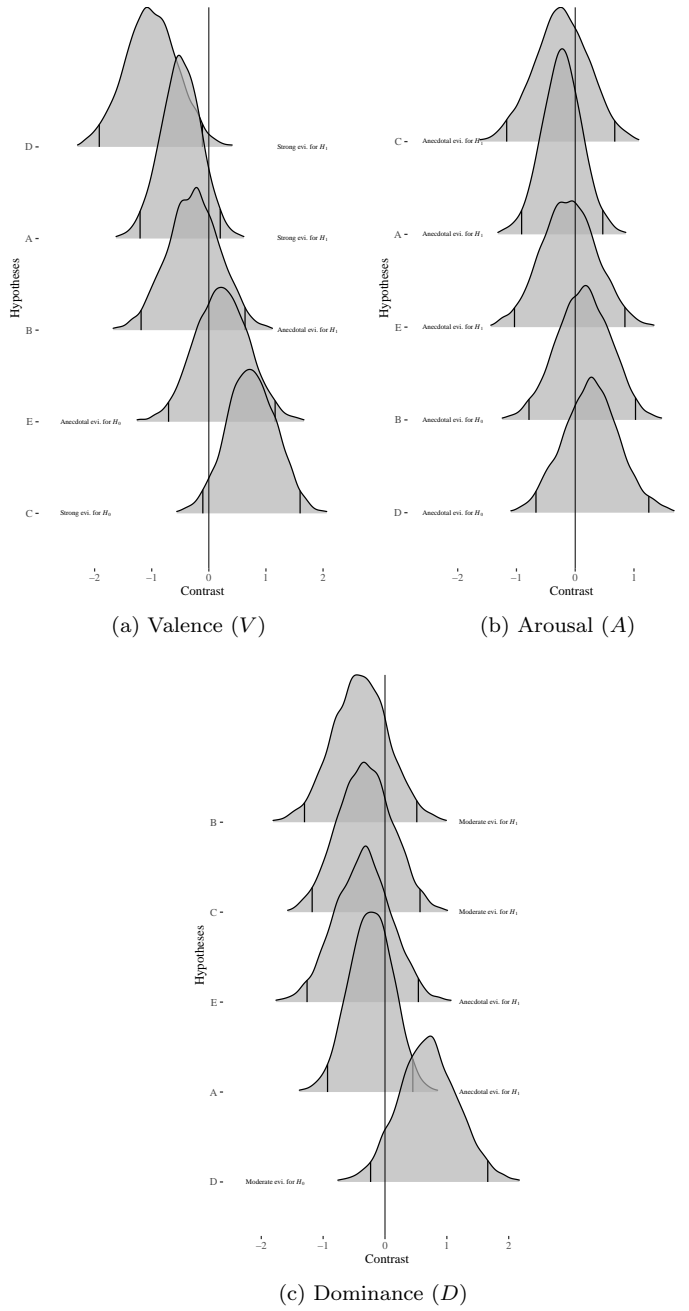 Hypotheses
D
Strong evi. for H₁
A
Strong evi. for H₁
B
Anecdotal evi. for H₁
E
Anecdotal evi. for H₀
C
Strong evi. for H₀
−2 −1 0 1 2
Contrast
(a) Valence (V)
Hypotheses
C
Anecdotal evi. for H₁
A
Anecdotal evi. for H₁
E
Anecdotal evi. for H₁
B
Anecdotal evi. for H₀
D
Anecdotal evi. for H₀
−2 −1 0 1
Contrast
(b) Arousal (A)
Hypotheses
B
Moderate evi. for H₁
C
Moderate evi. for H₁
E
Anecdotal evi. for H₁
A
Anecdotal evi. for H₁
D
Moderate evi. for H₀
−2 −1 0 1 2
Contrast
(c) Dominance (D)